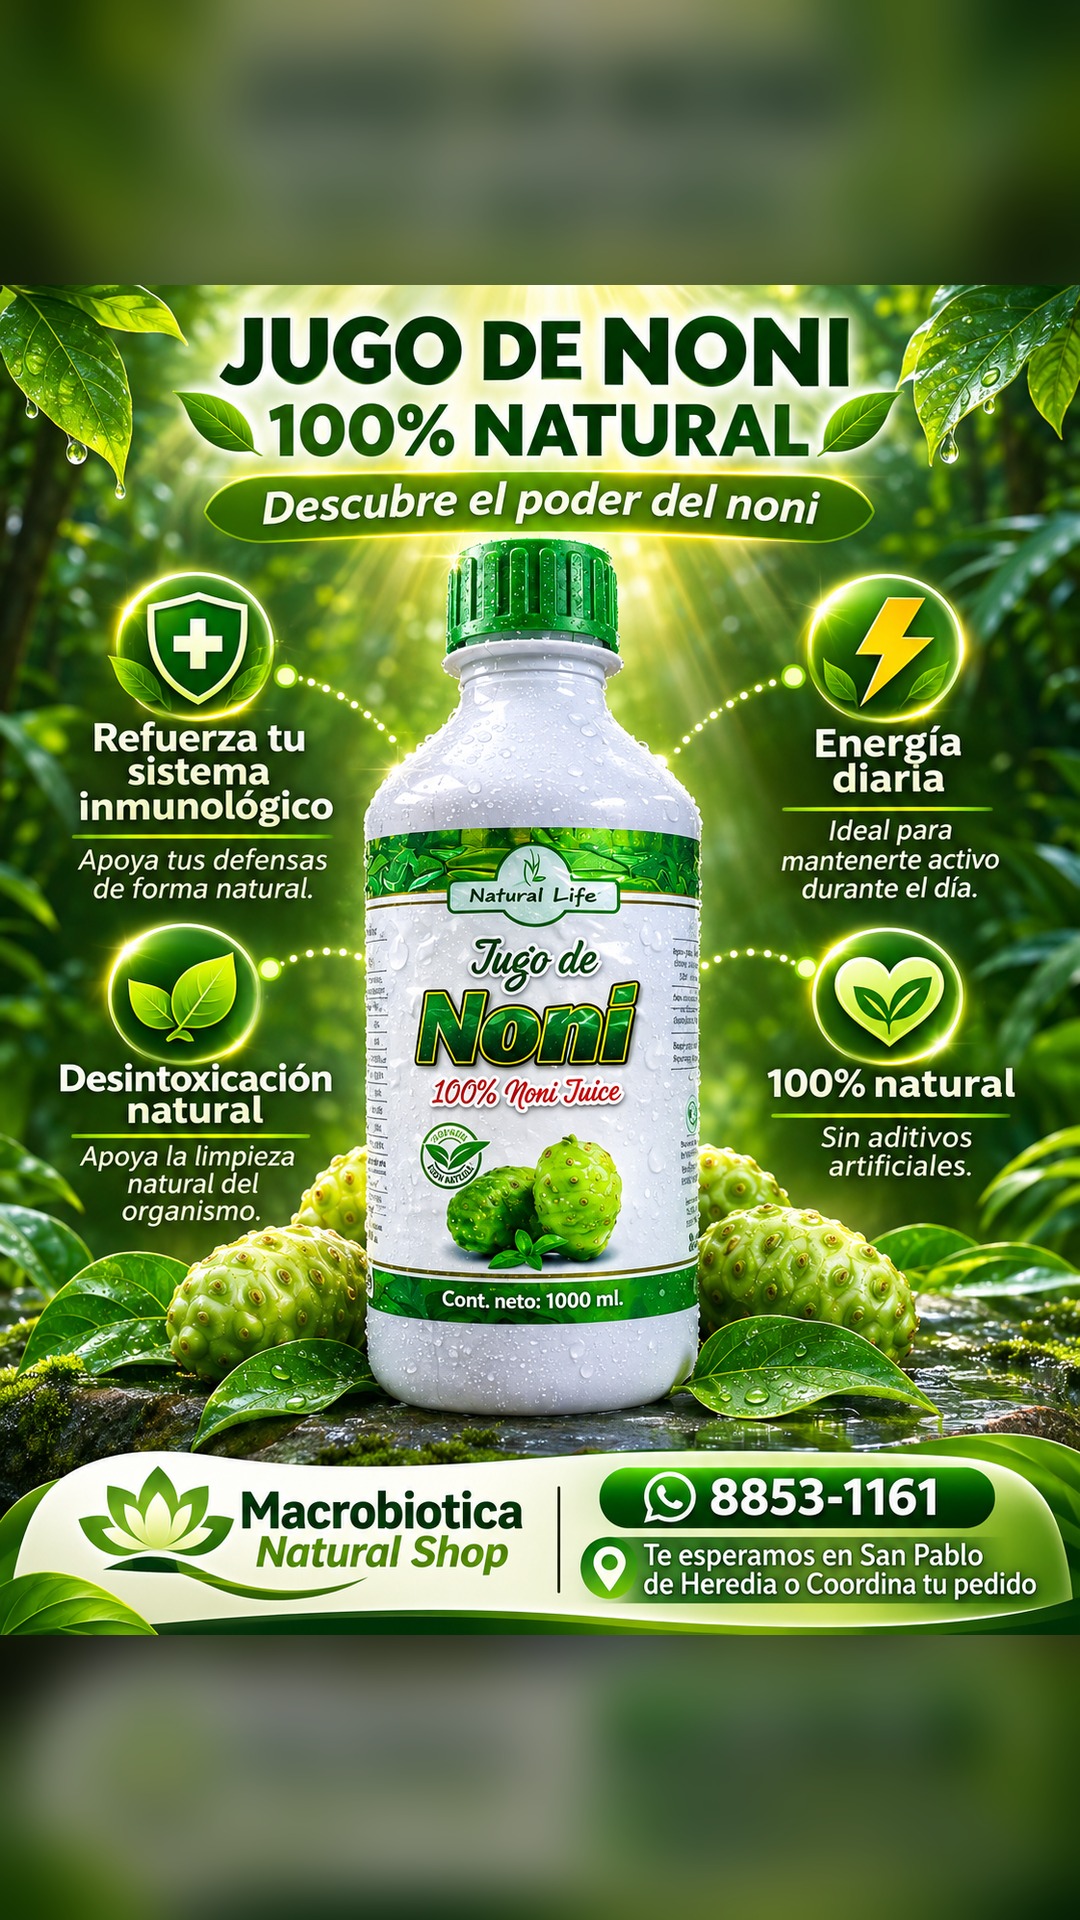 JUGO DE NONI
100% NATURAL
Descubre el poder del noni
Refuerza tu
sistema
inmunológico
Apoya tus defensas
de forma natural.
Energía
diaria
Ideal para
mantenerte activo
durante el día.
Desintoxicación
natural
Apoya la limpieza
natural del
organismo.
100% natural
Sin aditivos
artificiales.
Natural Life
Jugo de
Noni
100% Noni Juice
Cont. neto: 1000 ml.
Macrobiotica
Natural Shop
8853-1161
Te esperamos en San Pablo
de Heredia o Coordina tu pedido